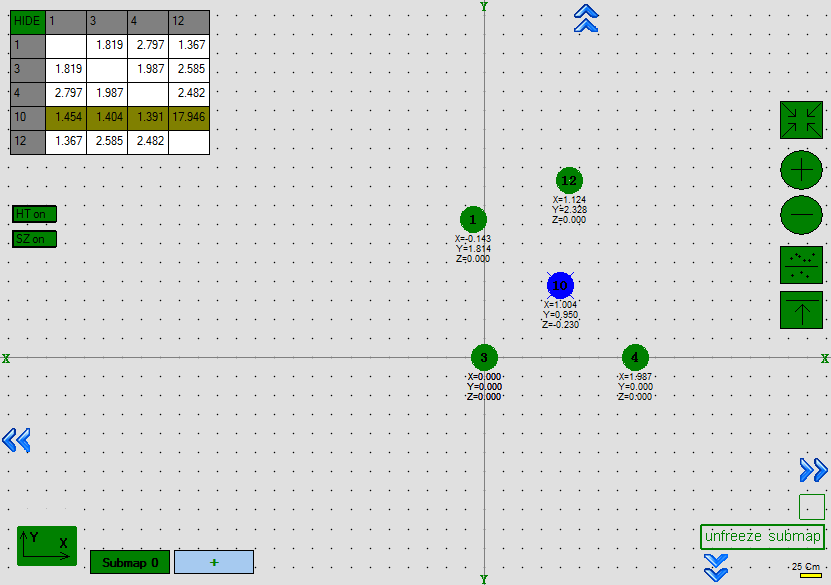 HIDE 1 3 4 12
1 1.819 2.797 1.367
3 1.819 1.987 2.585
4 2.797 1.987 2.482
10 1.454 1.404 1.391 17.946
12 1.367 2.585 2.482
Y
12
X=1.124
Y=2.328
Z=0.000
HT on
SZ on
1
X=-0.143
Y=1.814
Z=0.000
10
X=1.004
Y=0.950
Z=-0.230
X
3
X=0.000
Y=0.000
Z=0.000
4
X=1.987
Y=0.000
Z=0.000
X
Y
X
unfreeze submap
Submap 0
+
25 Cm
Y